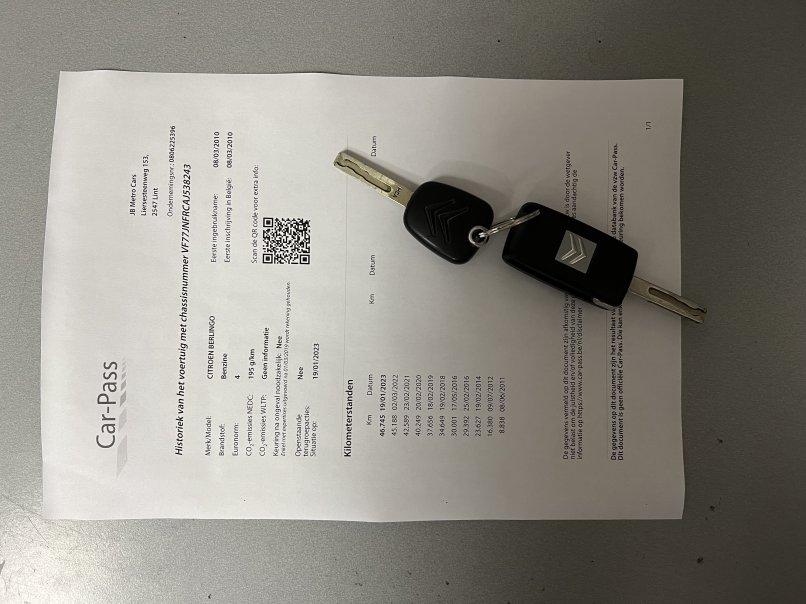 Car-Pass
JB Metro Cars
Liersesteenweg 153,
2547 Lint
Ondernemingsnr.: 0806225396
Historiek van het voertuig met chassisnummer VF77JNFRCAJ538243
Merk/Model: CITROEN BERLINGO
Brandstof: Benzine
Euronorm: 4
CO2-emissies NEDC: 195 g/km
CO2-emissies WLTP: Geen informatie
Keuring na ongeval noodzakelijk: Nee
Enkel met expertises uitgevoerd na 01/03/2019 wordt rekening gehouden.
Openstaande
terugroepacties: Nee
Situatie op: 19/01/2023
Eerste ingebruikname: 08/03/2010
Eerste inschrijving in België: 08/03/2010
Scan de QR code voor extra info:
Kilometerstanden
Km Datum Km Datum Datum
46.745 19/01/2023
45.188 02/03/2022
42.589 23/02/2021
40.249 20/02/2020
37.656 18/02/2019
34.649 19/02/2018
30.001 17/05/2016
29.392 25/02/2016
23.627 19/02/2014
16.380 09/07/2012
8.838 08/06/2011
De gegevens vermeld op dit document zijn afkomstig is door de wetgever
niet belast om de juistheid en/of volledigheid van deze aandachtig de
informatie op https://www.car-pass.be/nl/disclaimer
De gegevens op dit document zijn het resultaat databank van de vzw Car-Pass.
Dit document is geen officiële Car-Pass. Die kan bekomen worden.
1/1